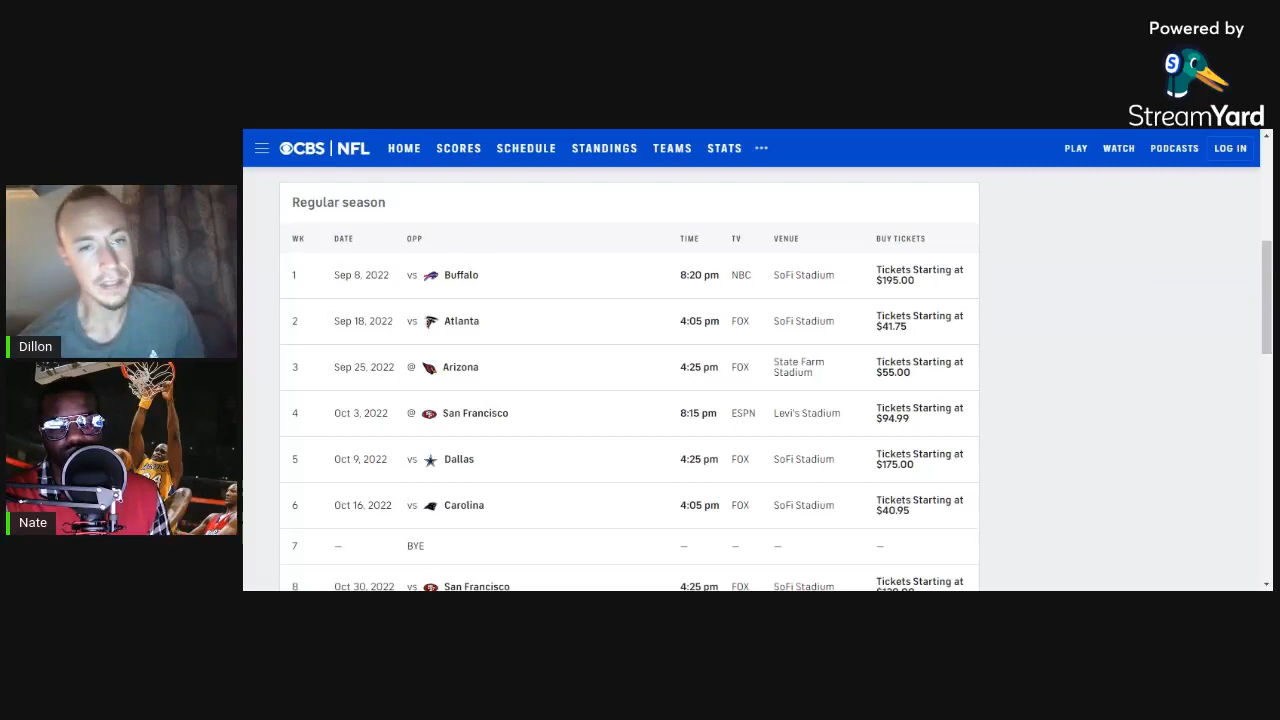 Powered by
S
StreamYard
CBS NFL HOME SCORES SCHEDULE STANDINGS TEAMS STATS ••• PLAY WATCH PODCASTS LOG IN
Regular season
WK DATE OPP TIME TV VENUE BUY TICKETS
1 Sep 8, 2022 vs Buffalo 8:20 pm NBC SoFi Stadium Tickets Starting at
$195.00
2 Sep 18, 2022 vs Atlanta 4:05 pm FOX SoFi Stadium Tickets Starting at
$41.75
3 Sep 25, 2022 @ Arizona 4:25 pm FOX State Farm
Stadium Tickets Starting at
$55.00
4 Oct 3, 2022 @ San Francisco 8:15 pm ESPN Levi's Stadium Tickets Starting at
$94.99
5 Oct 9, 2022 vs Dallas 4:25 pm FOX SoFi Stadium Tickets Starting at
$175.00
6 Oct 16, 2022 vs Carolina 4:05 pm FOX SoFi Stadium Tickets Starting at
$40.95
7 — BYE — — — —
8 Oct 30, 2022 vs San Francisco 4:25 pm FOX SoFi Stadium Tickets Starting at
Dillon
Nate